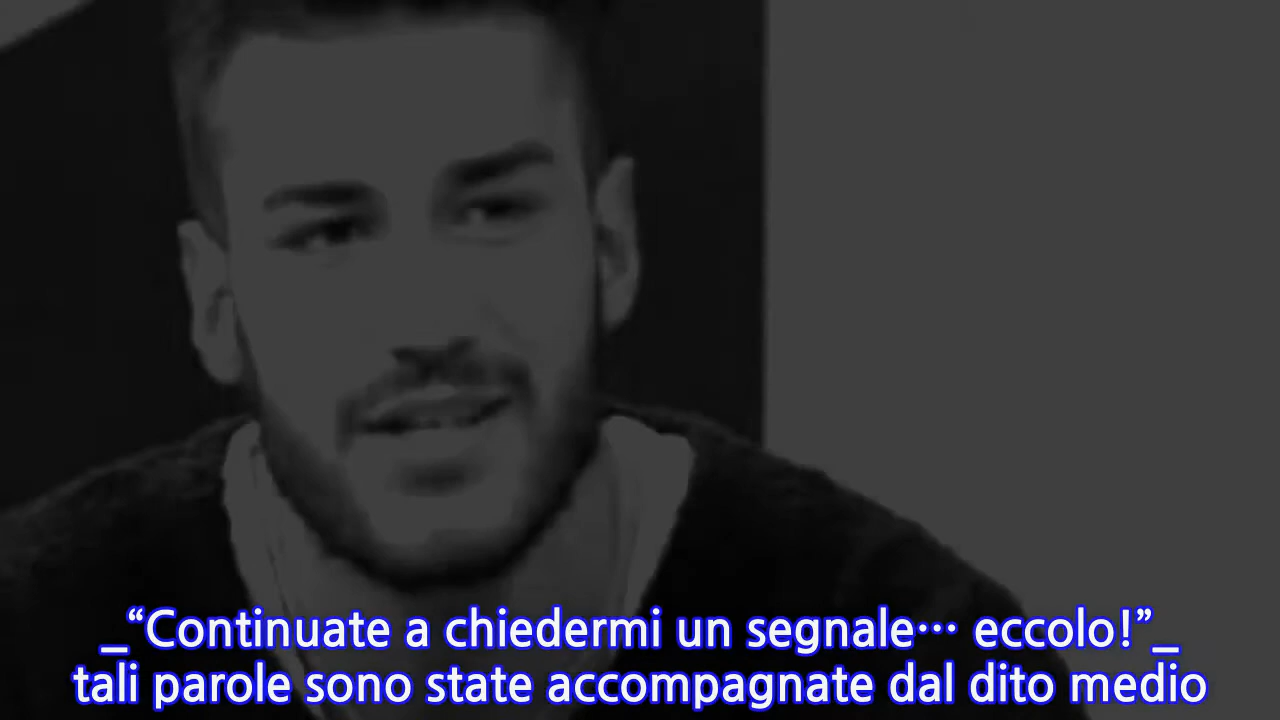 _“Continuate a chiedermi un segnale… eccolo!”_
tali parole sono state accompagnate dal dito medio